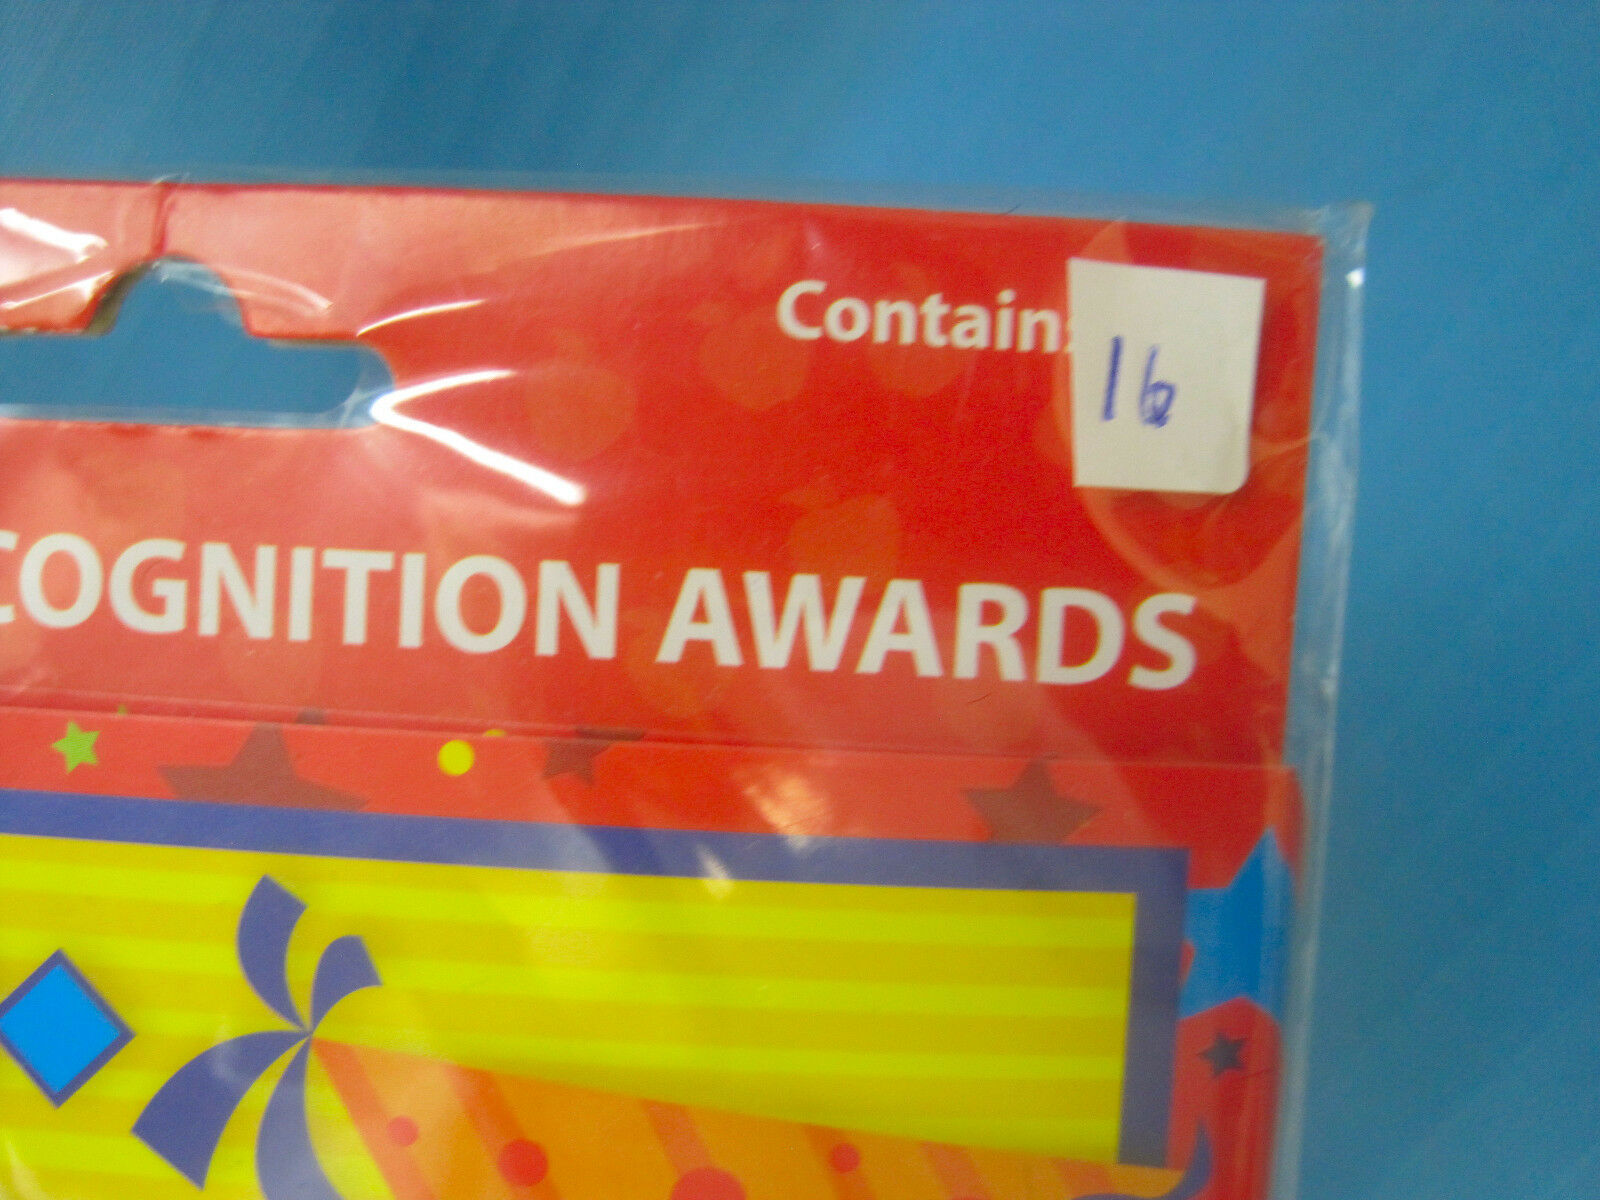 Contain
16
COGNITION AWARDS